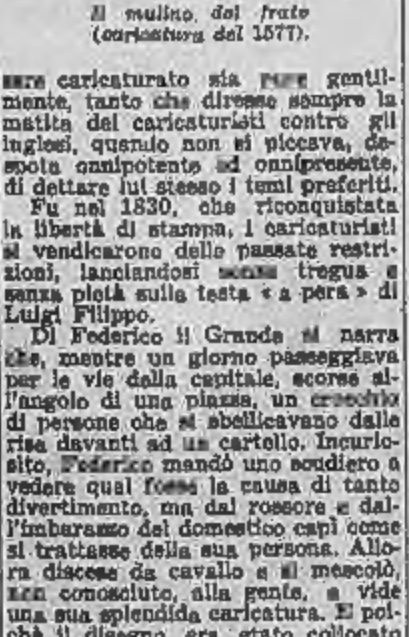 Il mulino del frate
(caricatura del 1577).
sere caricaturato sia pure gentil-
mente, tanto che diresse sempre la
matita dei caricaturisti contro gli
inglesi, quando non si piccava, de-
spota onnipotente ed onnipresente,
di dettare lui stesso i temi preferiti.
Fu nel 1830, che riconquistata
la libertà di stampa, i caricaturisti
si vendicarono delle passate restri-
zioni, lanciandosi senza tregua e
senza pietà sulla testa « a pera » di
Luigi Filippo.
Di Federico il Grande si narra
che, mentre un giorno passeggiava
per le vie della capitale, scorse al-
l'angolo di una piazza, un crocchio
di persone che si sbellicavano dalle
risa davanti ad un cartello. Incurio-
sito, Federico mandò uno scudiero a
vedere qual fosse la causa di tanto
divertimento, ma dal rossore e dal-
l'imbarazzo del domestico capì come
si trattasse della sua persona. Allo-
ra discese da cavallo e si mescolò,
non conosciuto, alla gente, e vide
una sua splendida caricatura. E poi-
chè il disegno era stato collocato